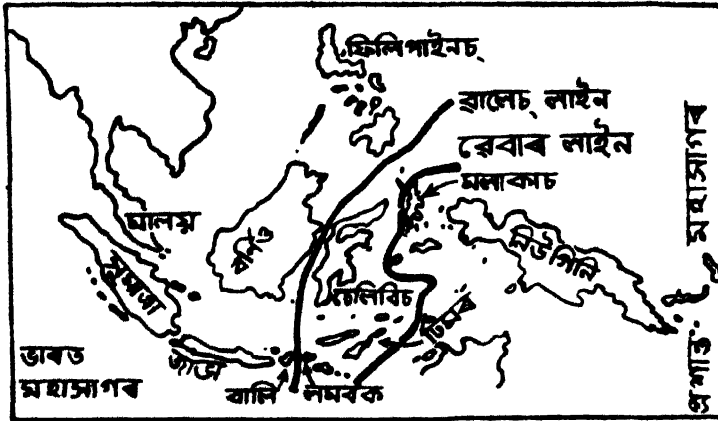 ফিলিপাইনচ্
ৱালেচ্ লাইন
ৱেবাৰ লাইন
মলাকাচ
মালয়
সুমাত্ৰা
বৰ্নিও
নিউগিনি
চেলিবিচ
টিমৰ
জাভা
বালি
লমবক
ভাৰত
মহাসাগৰ
প্ৰশান্ত মহাসাগৰ